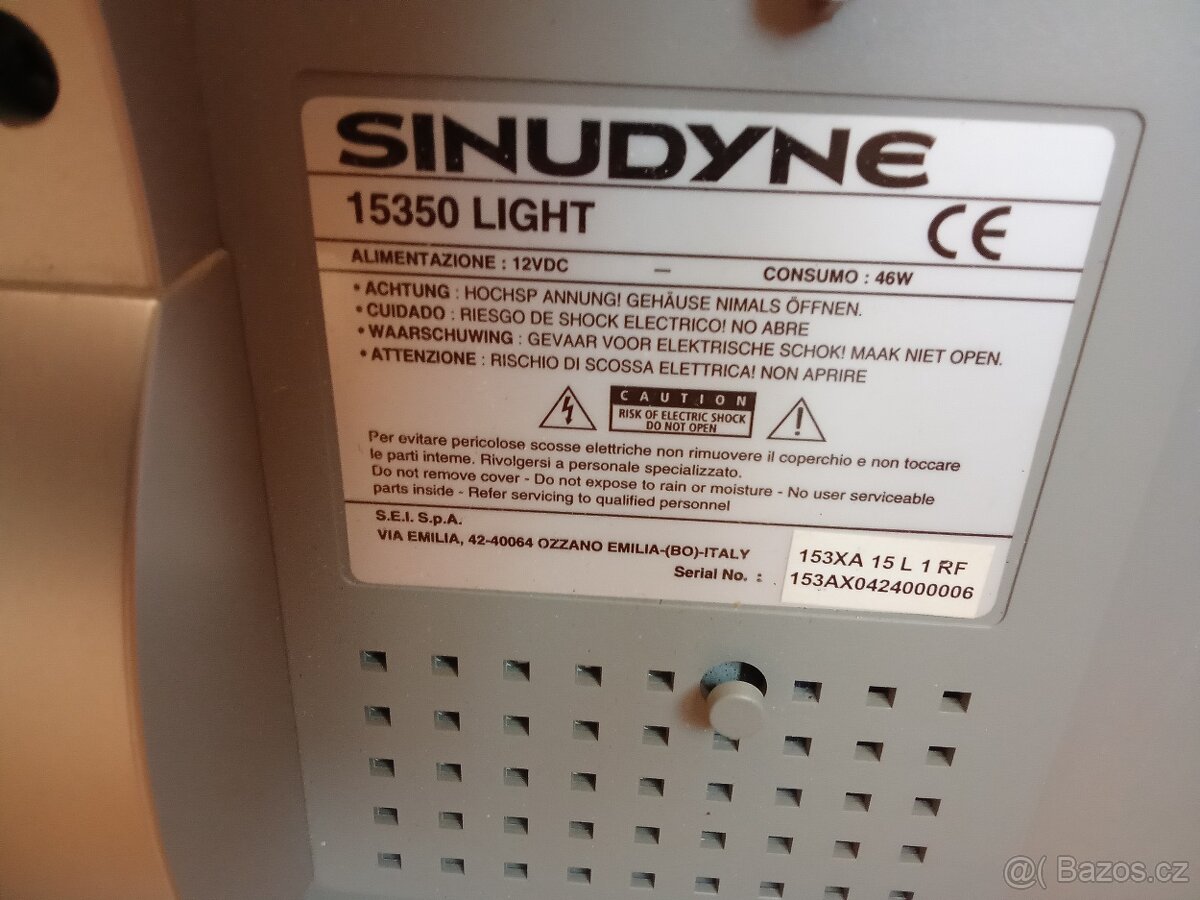 SINUDYNE
15350 LIGHT
CE
ALIMENTAZIONE : 12VDC — CONSUMO : 46W
• ACHTUNG : HOCHSP ANNUNG! GEHÄUSE NIMALS ÖFFNEN.
• CUIDADO : RIESGO DE SHOCK ELECTRICO! NO ABRE
• WAARSCHUWING : GEVAAR VOOR ELEKTRISCHE SCHOK! MAAK NIET OPEN.
• ATTENZIONE : RISCHIO DI SCOSSA ELETTRICA! NON APRIRE
CAUTION
RISK OF ELECTRIC SHOCK
DO NOT OPEN
Per evitare pericolose scosse elettriche non rimuovere il coperchio e non toccare
le parti interne. Rivolgersi a personale specializzato.
Do not remove cover - Do not expose to rain or moisture - No user serviceable
parts inside - Refer servicing to qualified personnel
S.E.I. S.p.A.
VIA EMILIA, 42-40064 OZZANO EMILIA-(BO)-ITALY
Serial No. :
153XA 15 L 1 RF
153AX0424000006
@( Bazos.cz